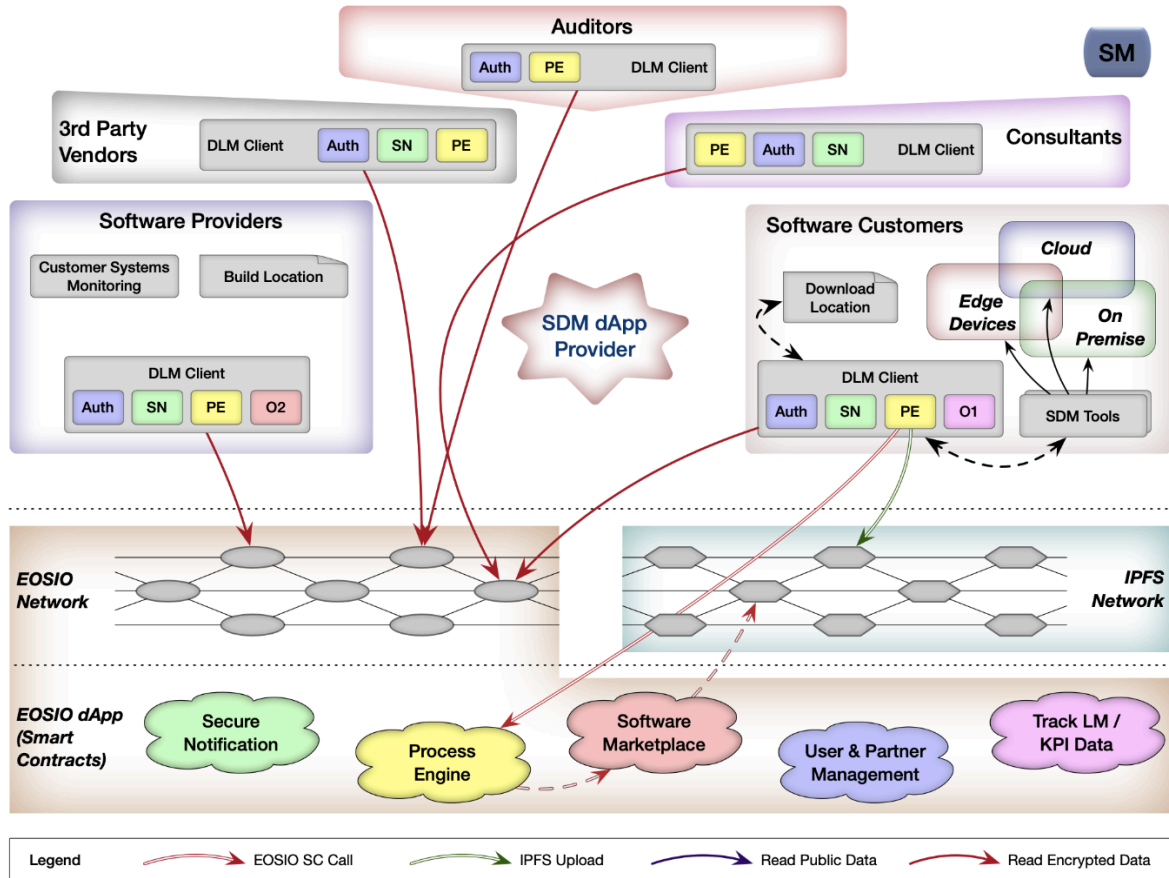 Auditors
Auth PE DLM Client
SM
3rd Party
Vendors
DLM Client Auth SN PE
PE Auth SN DLM Client
Consultants
Software Providers
Customer Systems
Monitoring
Build Location
DLM Client
Auth SN PE O2
SDM dApp
Provider
Software Customers
Cloud
Download
Location
Edge
Devices
On
Premise
DLM Client
Auth SN PE O1
SDM Tools
EOSIO
Network
IPFS
Network
EOSIO dApp
(Smart
Contracts)
Secure
Notification
Process
Engine
Software
Marketplace
User & Partner
Management
Track LM /
KPI Data
Legend EOSIO SC Call IPFS Upload Read Public Data Read Encrypted Data